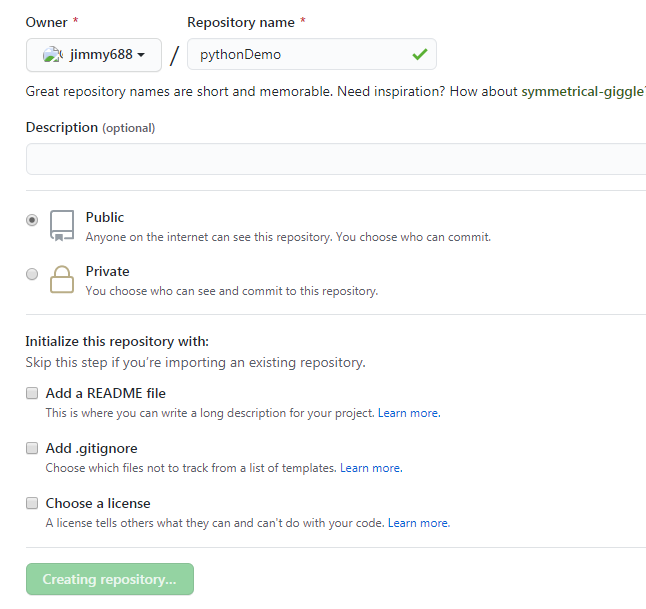 Owner * Repository name *
jimmy688 / pythonDemo
Great repository names are short and memorable. Need inspiration? How about symmetrical-giggle?
Description (optional)
Public
Anyone on the internet can see this repository. You choose who can commit.
Private
You choose who can see and commit to this repository.
Initialize this repository with:
Skip this step if you’re importing an existing repository.
Add a README file
This is where you can write a long description for your project. Learn more.
Add .gitignore
Choose which files not to track from a list of templates. Learn more.
Choose a license
A license tells others what they can and can't do with your code. Learn more.
Creating repository...